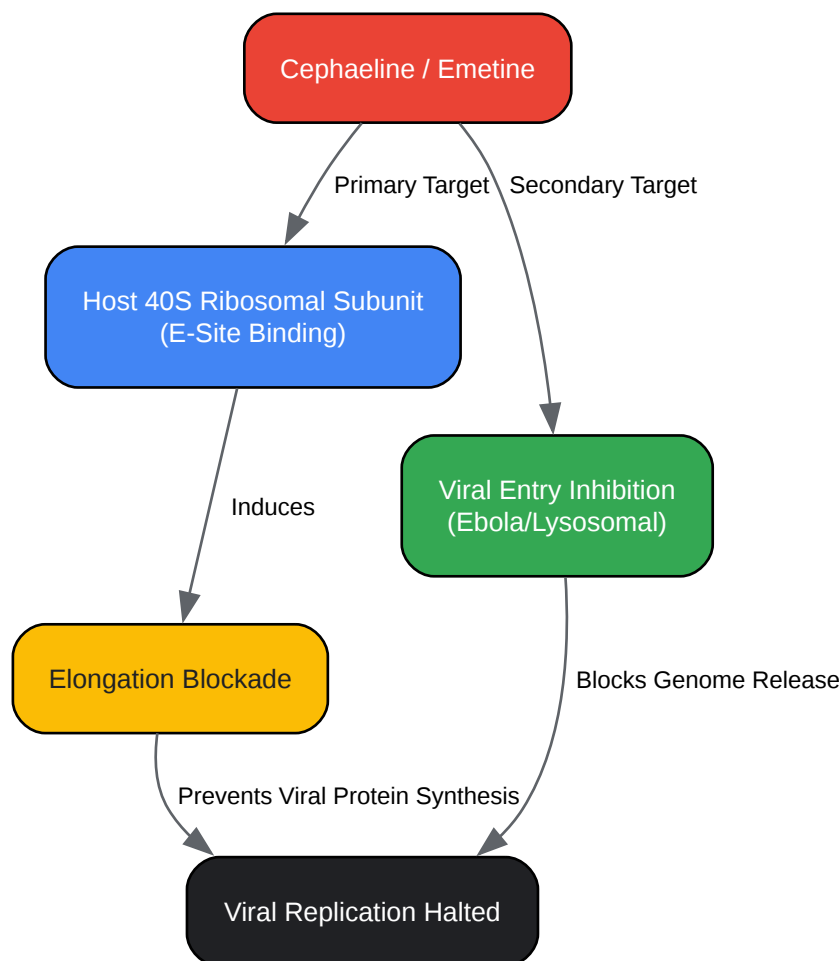 Cephaeline / Emetine
Primary Target
Secondary Target
Host 40S Ribosomal Subunit
(E-Site Binding)
Viral Entry Inhibition
(Ebola/Lysosomal)
Induces
Elongation Blockade
Blocks Genome Release
Prevents Viral Protein Synthesis
Viral Replication Halted